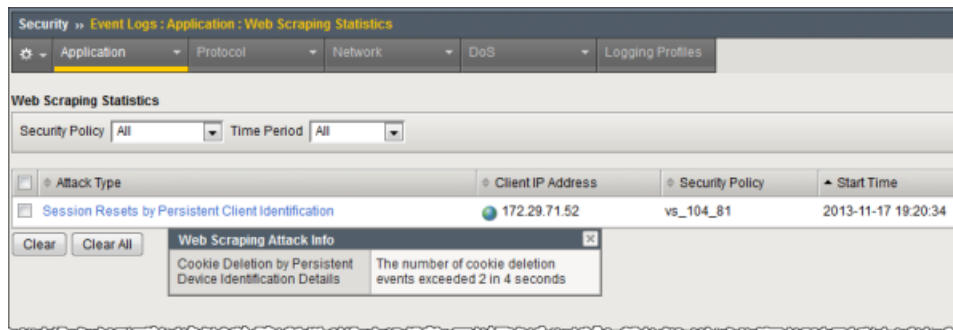 Security » Event Logs : Application : Web Scraping Statistics
Application Protocol Network DoS Logging Profiles
Web Scraping Statistics
Security Policy All Time Period All
Attack Type Client IP Address Security Policy Start Time
Session Resets by Persistent Client Identification 172.29.71.52 vs_104_81 2013-11-17 19:20:34
Clear Clear All
Web Scraping Attack Info
Cookie Deletion by Persistent Device Identification Details
The number of cookie deletion events exceeded 2 in 4 seconds